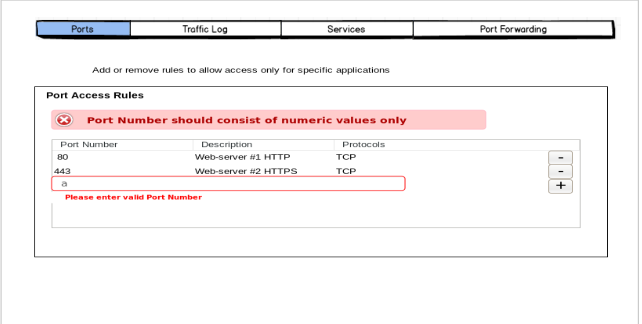 Ports Traffic Log Services Port Forwarding
Add or remove rules to allow access only for specific applications
Port Access Rules
Port Number should consist of numeric values only
Port Number Description Protocols
80 Web-server #1 HTTP TCP -
443 Web-server #2 HTTPS TCP -
a +
Please enter valid Port Number